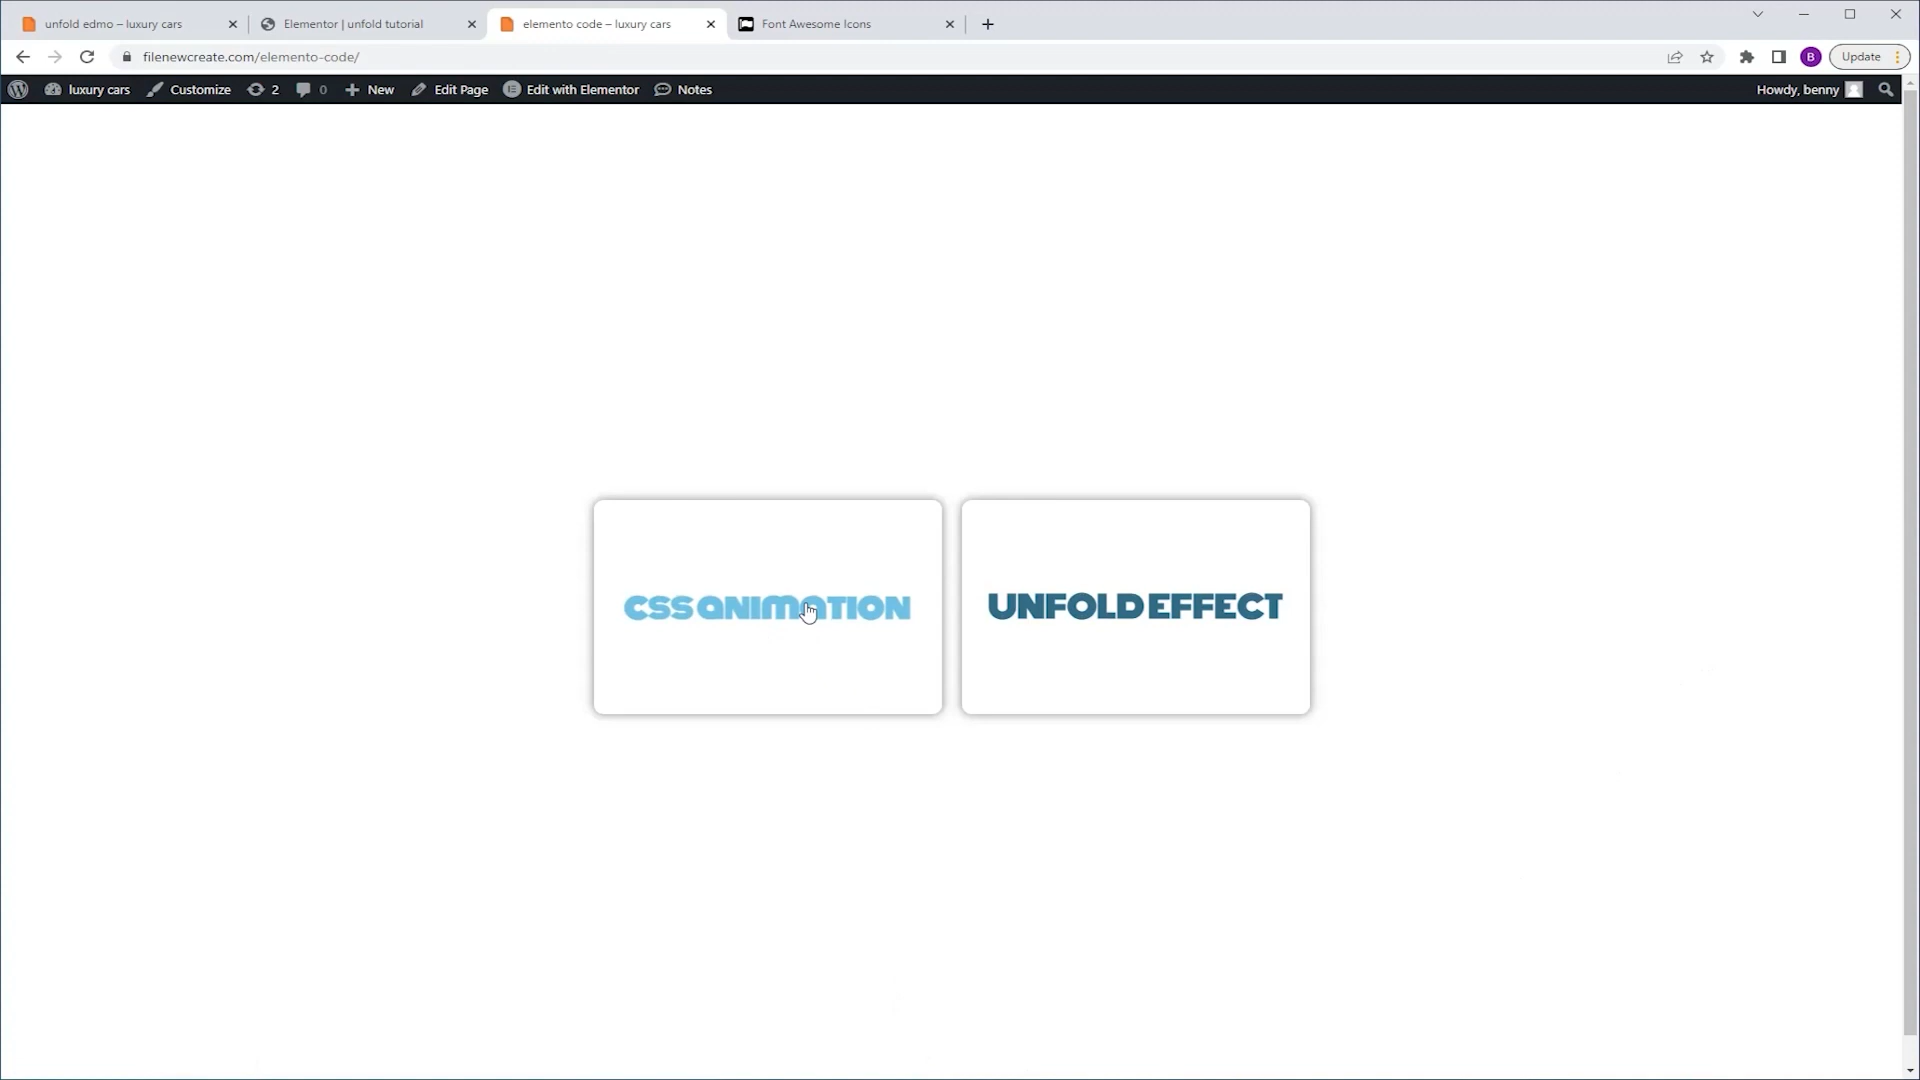 unfold edmo – luxury cars
Elementor | unfold tutorial
elemento code – luxury cars
Font Awesome Icons
filenewcreate.com/elemento-code/
B
Update
luxury cars
Customize
2
0
New
Edit Page
Edit with Elementor
Notes
Howdy, benny
CSS ANIMATION
UNFOLD EFFECT